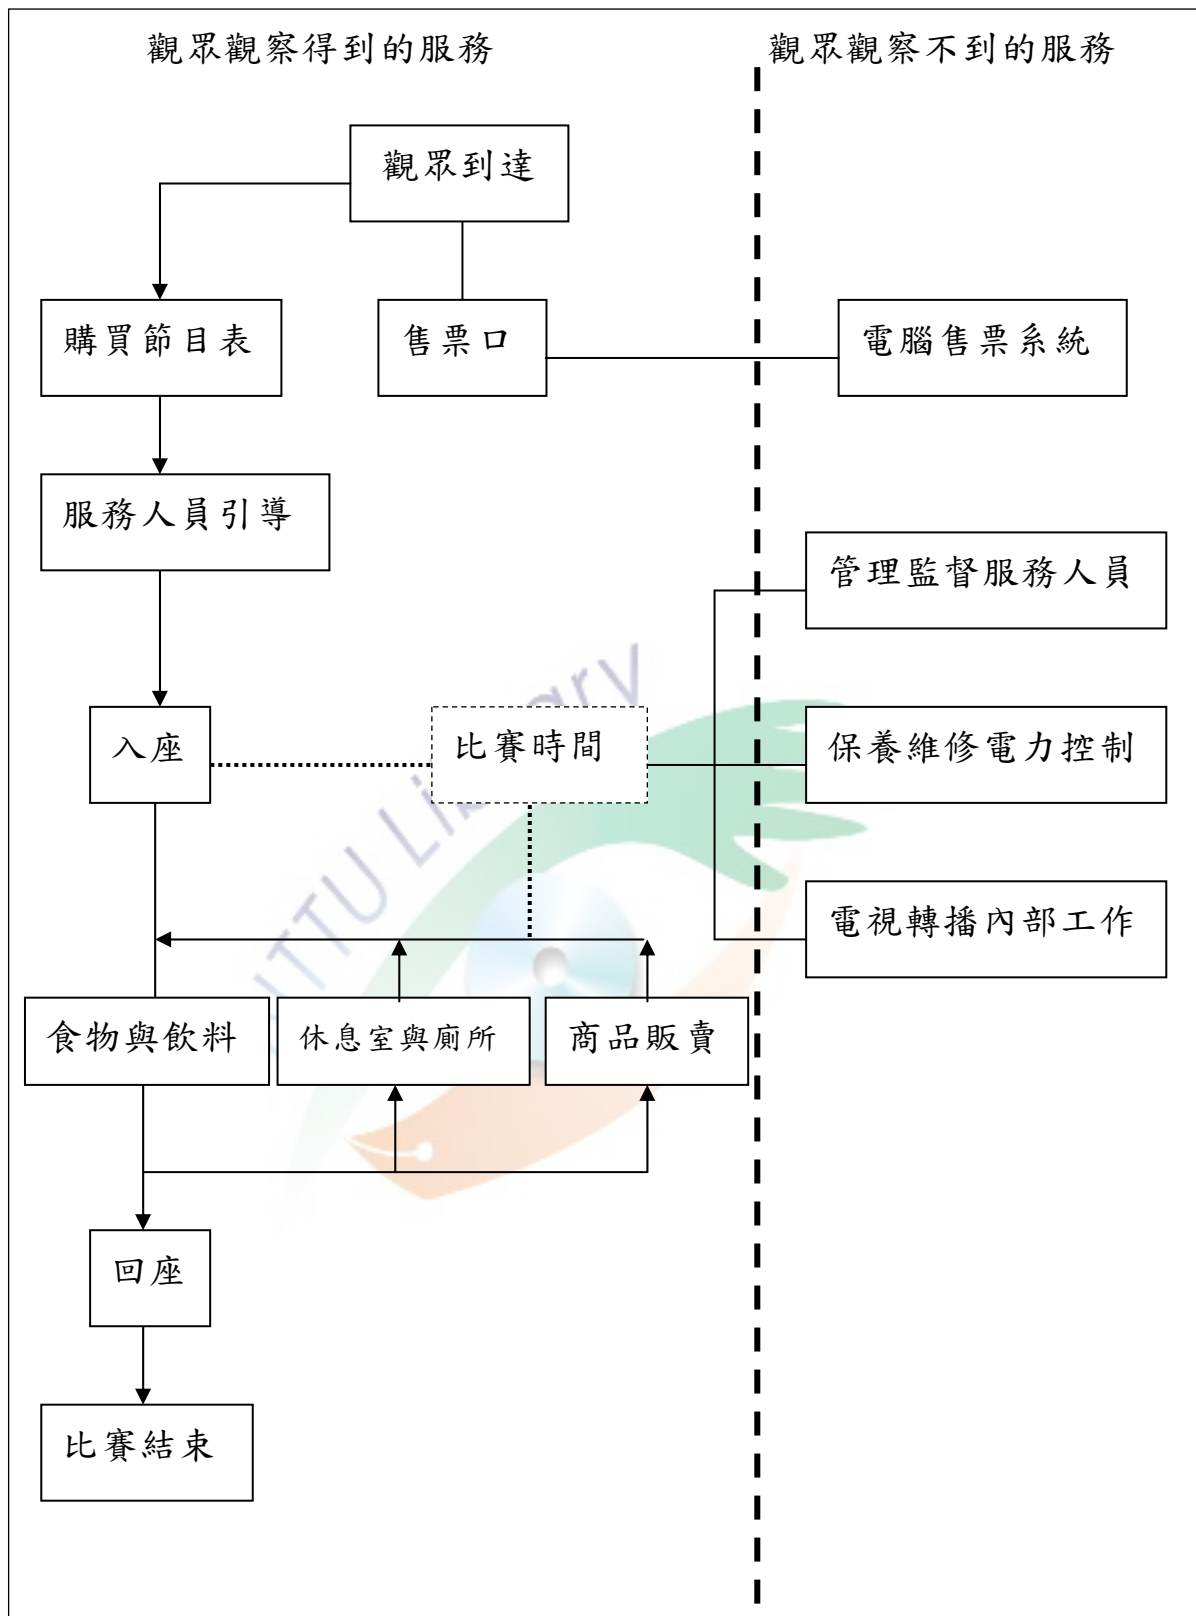 觀眾觀察得到的服務
觀眾觀察不到的服務
觀眾到達
購買節目表
售票口
電腦售票系統
服務人員引導
管理監督服務人員
入座
比賽時間
保養維修電力控制
電視轉播內部工作
食物與飲料
休息室與廁所
商品販賣
回座
比賽結束
NTTU Library